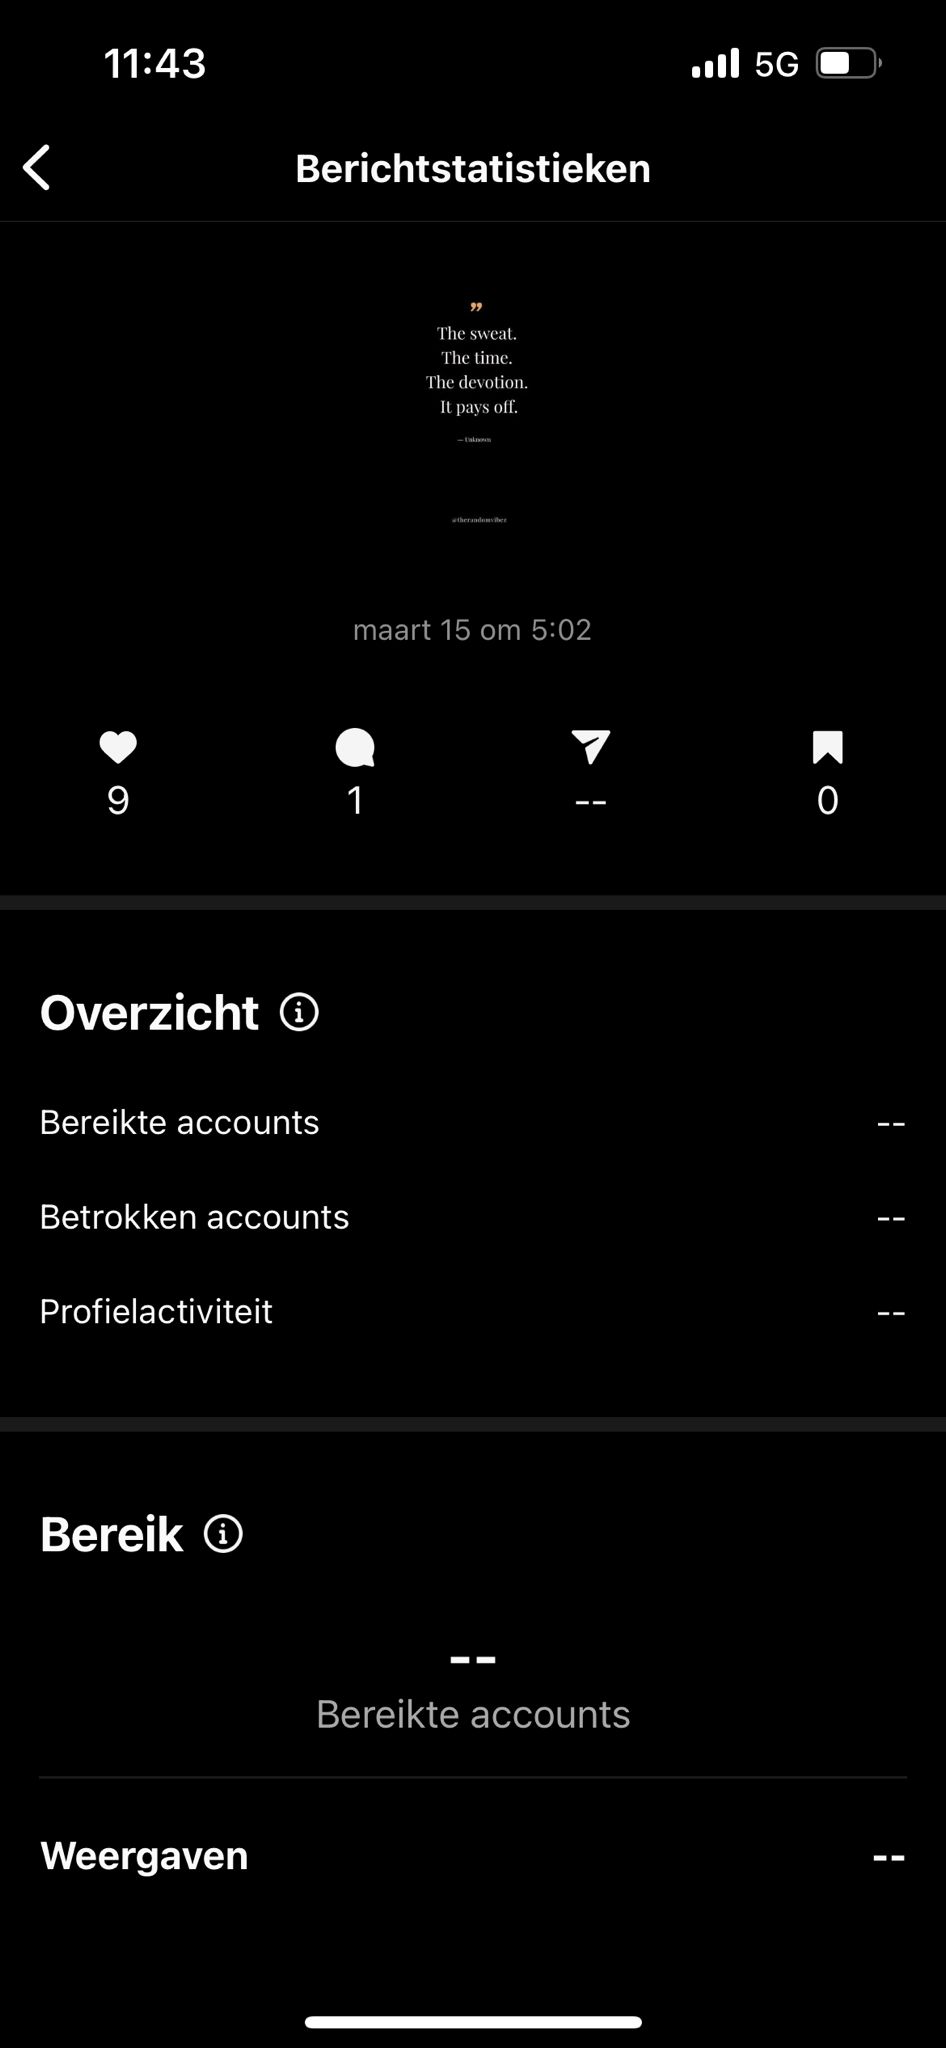 11:43
5G
Berichtstatistieken
”
The sweat.
The time.
The devotion.
It pays off.
— Unknown
@therandomvibez
maart 15 om 5:02
9
1
--
0
Overzicht
Bereikte accounts
--
Betrokken accounts
--
Profielactiviteit
--
Bereik
--
Bereikte accounts
Weergaven
--